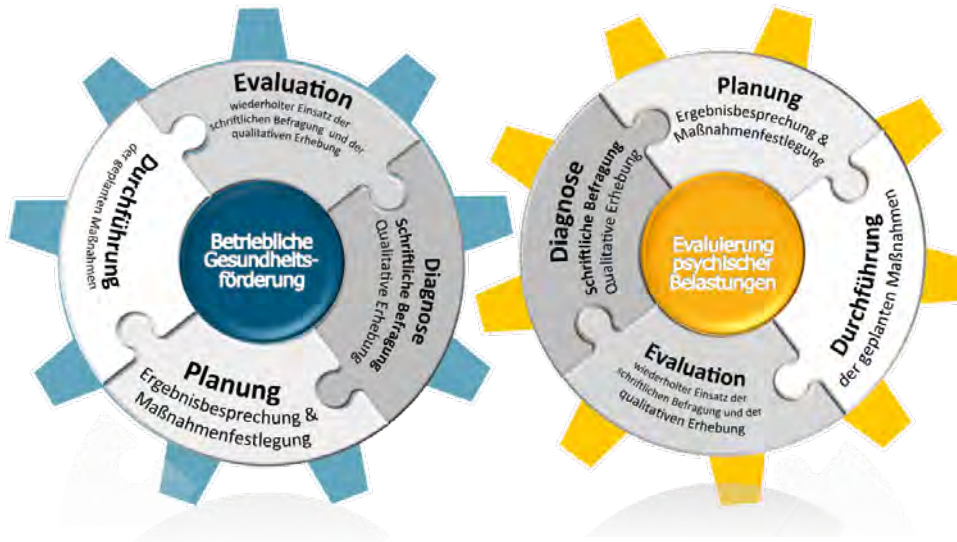 Evaluation
wiederholter Einsatz der
schriftlichen Befragung und der
qualitativen Erhebung
Durchführung
der geplanten Maßnahmen
Betriebliche
Gesundheits-
förderung
Diagnose
Schriftliche Befragung
Qualitative Erhebung
Planung
Ergebnisbesprechung &
Maßnahmenfestlegung
Planung
Ergebnisbesprechung &
Maßnahmenfestlegung
Diagnose
Schriftliche Befragung
Qualitative Erhebung
Evaluierung
psychischer
Belastungen
Durchführung
der geplanten Maßnahmen
Evaluation
wiederholter Einsatz der
schriftlichen Befragung und der
qualitativen Erhebung